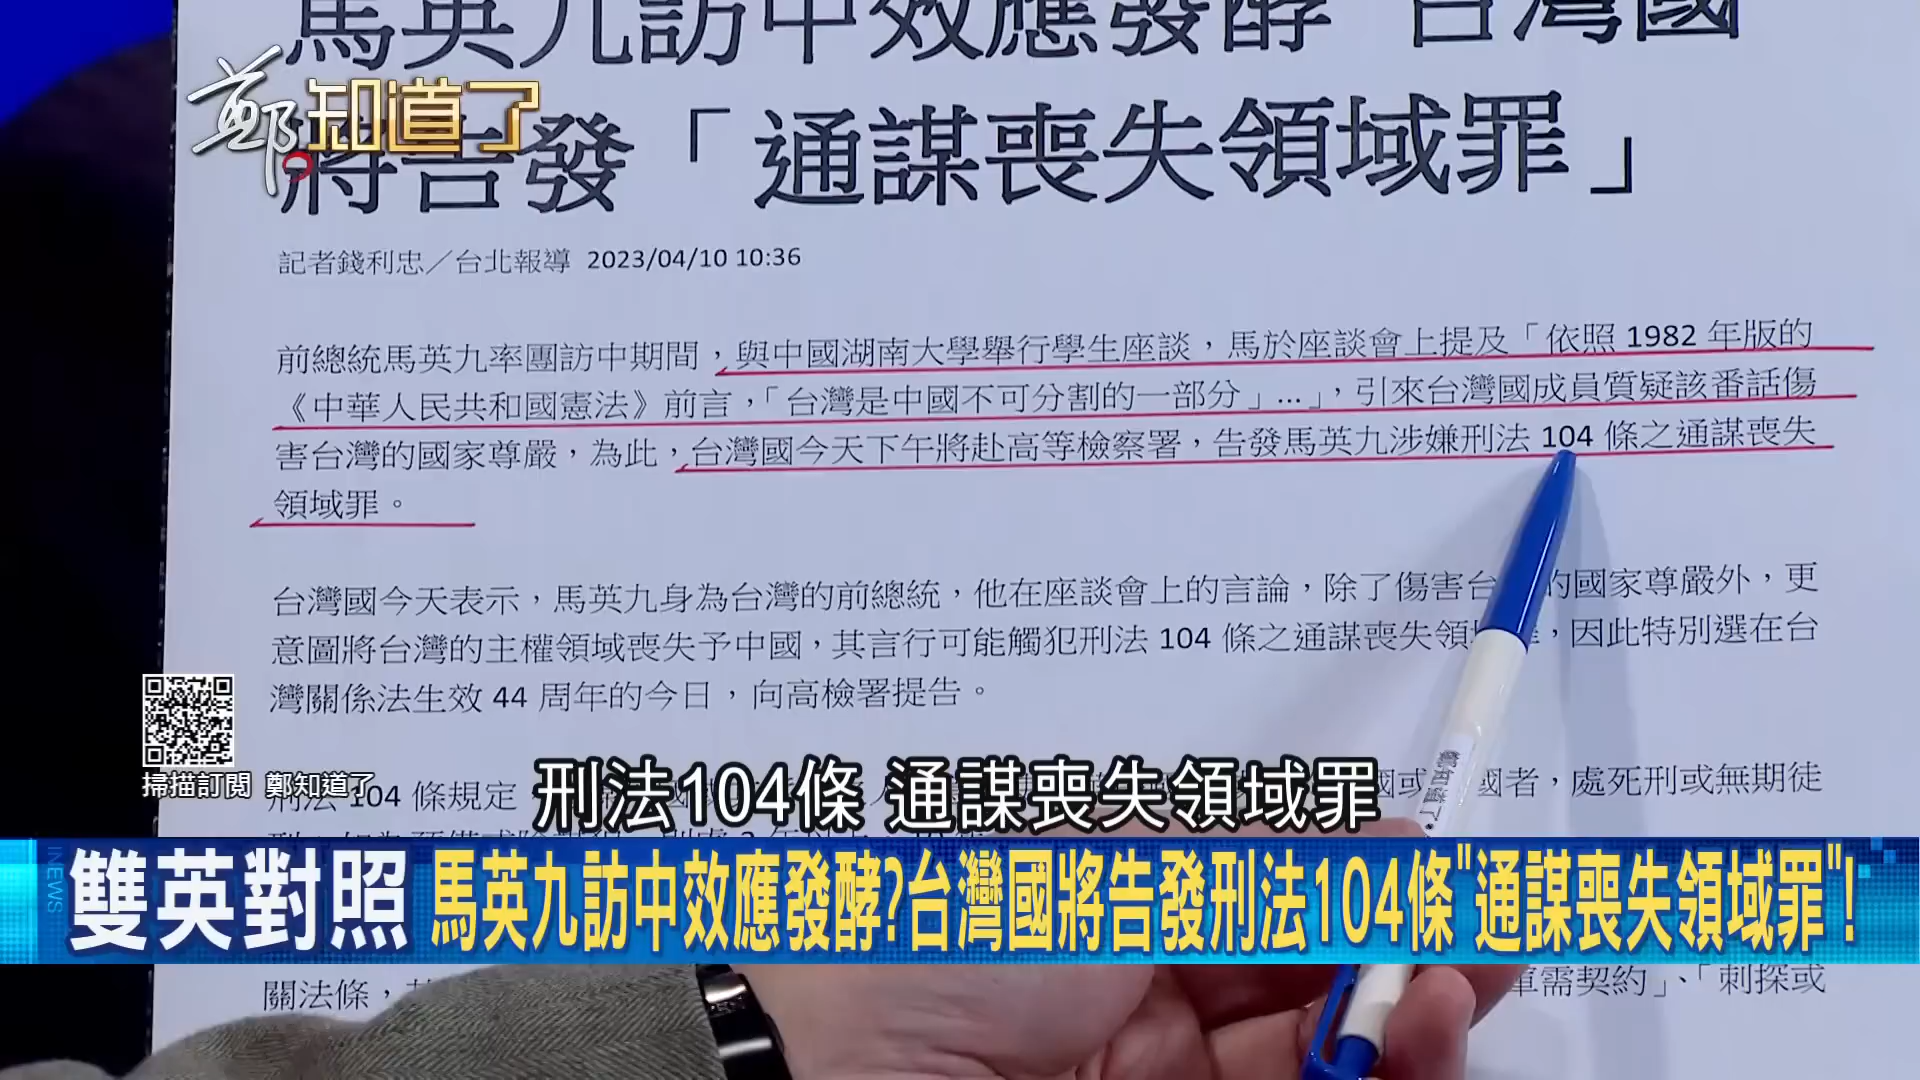 馬英九訪中效應發酵 台灣國
將告發「通謀喪失領域罪」
鄭知道了
記者錢利忠／台北報導 2023/04/10 10:36
前總統馬英九率團訪中期間，與中國湖南大學舉行學生座談，馬於座談會上提及「依照 1982 年版的
《中華人民共和國憲法》前言，「台灣是中國不可分割的一部分」...」，引來台灣國成員質疑該番話傷
害台灣的國家尊嚴，為此，台灣國今天下午將赴高等檢察署，告發馬英九涉嫌刑法 104 條之通謀喪失
領域罪。
台灣國今天表示，馬英九身為台灣的前總統，他在座談會上的言論，除了傷害台 的國家尊嚴外，更
意圖將台灣的主權領域喪失予中國，其言行可能觸犯刑法 104 條之通謀喪失領 ，因此特別選在台
灣關係法生效 44 周年的今日，向高檢署提告。
掃描訂閱 鄭知道了
刑法 104 條規定 國或 國者，處死刑或無期徒
刑法104條 通謀喪失領域罪
NEWS
雙英對照
馬英九訪中效應發酵?台灣國將告發刑法104條"通謀喪失領域罪"!
關法條， 軍需契約」、「刺探或